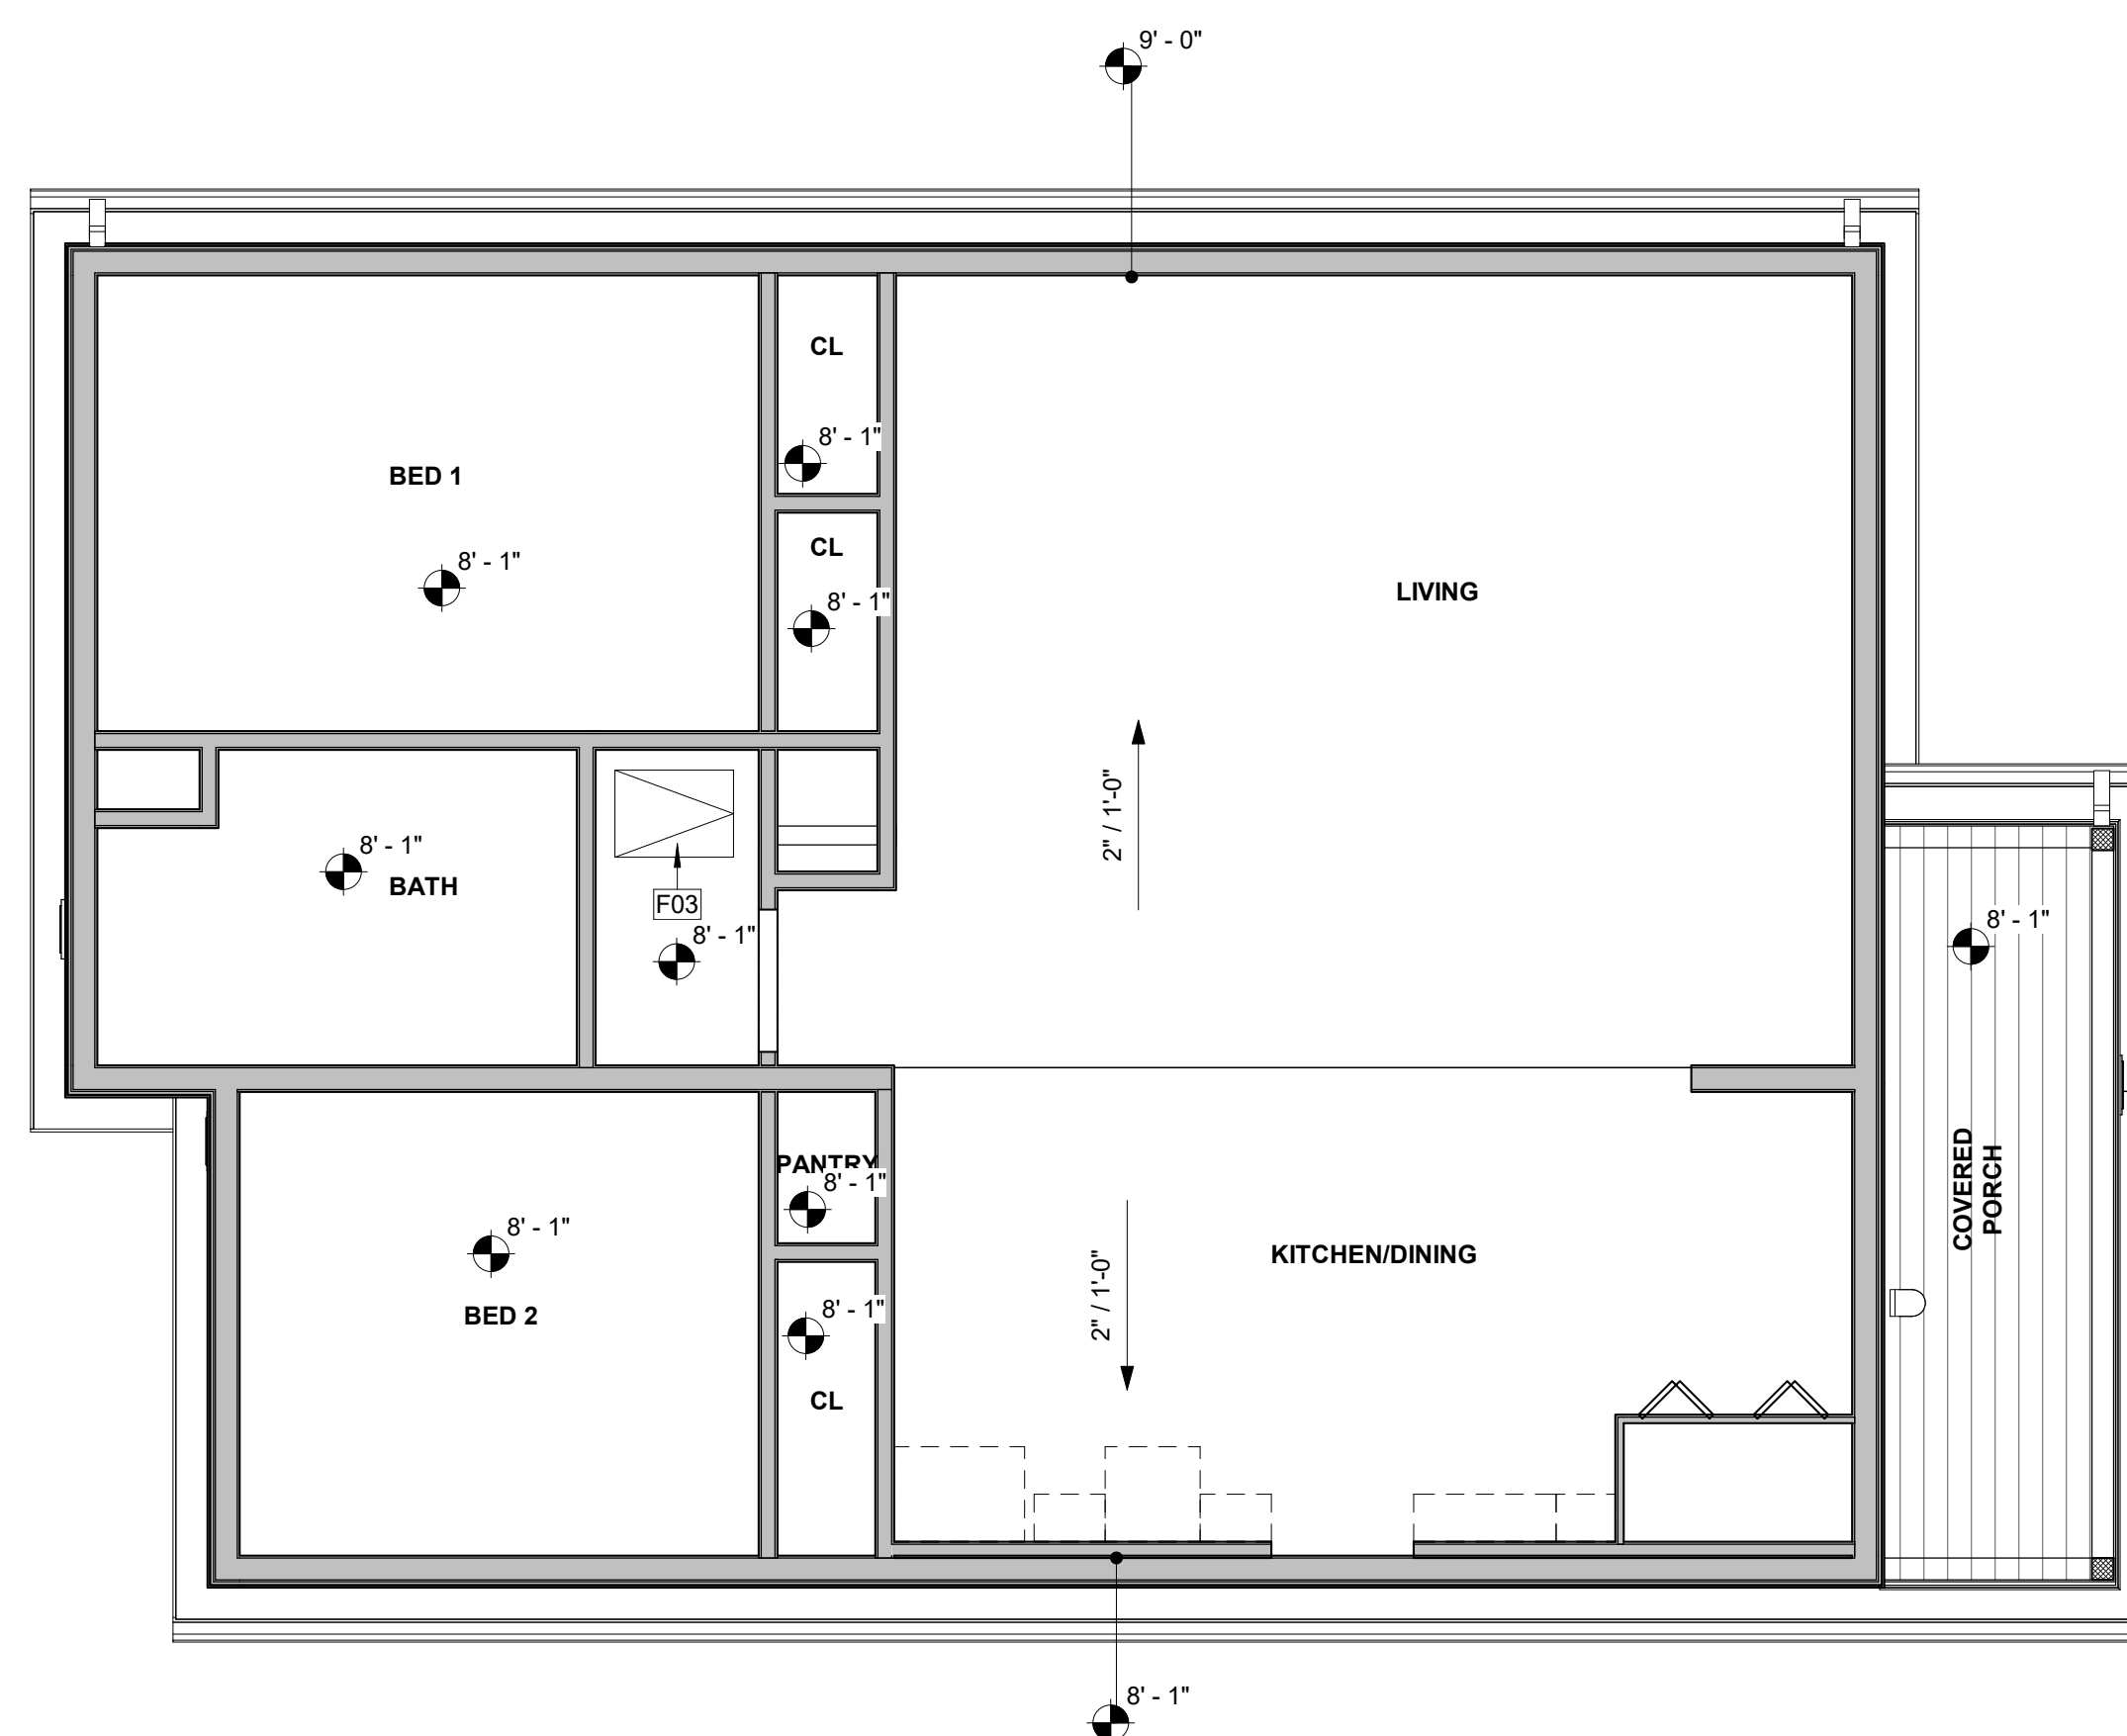 9' - 0"
CL
8' - 1"
BED 1
CL
8' - 1"
8' - 1"
LIVING
2" / 1'-0"
8' - 1"
BATH
F03
8' - 1"
8' - 1"
COVERED
PORCH
PANTRY
8' - 1"
8' - 1"
BED 2
KITCHEN/DINING
2" / 1'-0"
8' - 1"
CL
8' - 1"